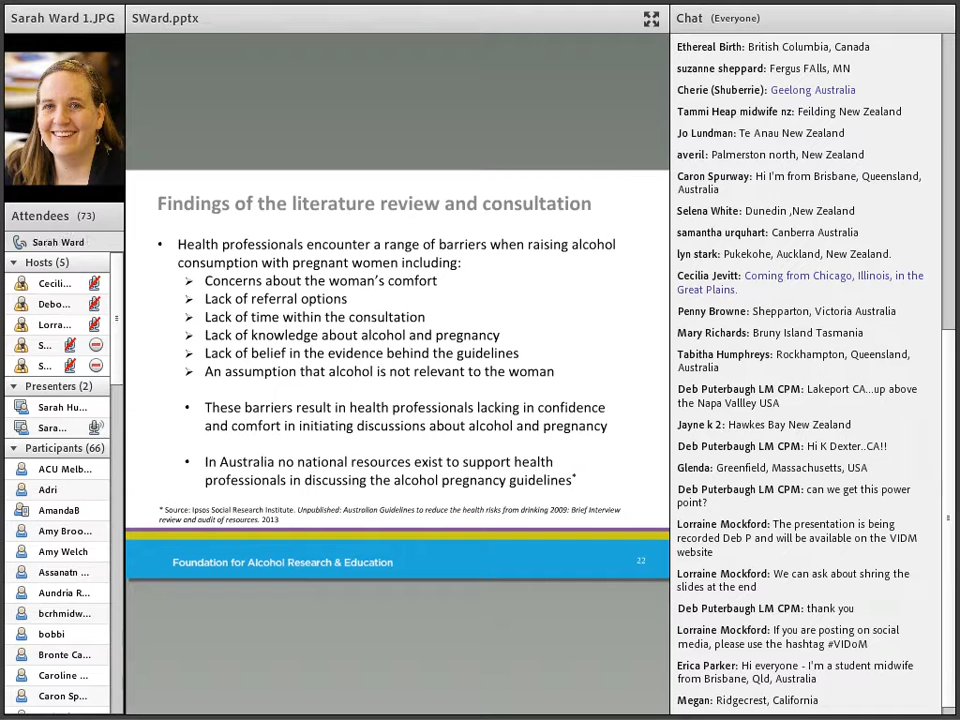 Sarah Ward 1.JPG
SWard.pptx
Chat (Everyone)
Attendees (73)
Sarah Ward
Hosts (5)
Cecili...
Debo...
Lorra...
S...
S...
Presenters (2)
Sarah Hu...
Sara...
Participants (66)
ACU Melb...
Adri
AmandaB
Amy Broo...
Amy Welch
Assanatn ...
Aundria R...
bcrhmidw...
bobbi
Bronte Ca...
Caroline ...
Caron Sp...
Findings of the literature review and consultation
• Health professionals encounter a range of barriers when raising alcohol
consumption with pregnant women including:
➢ Concerns about the woman's comfort
➢ Lack of referral options
➢ Lack of time within the consultation
➢ Lack of knowledge about alcohol and pregnancy
➢ Lack of belief in the evidence behind the guidelines
➢ An assumption that alcohol is not relevant to the woman
• These barriers result in health professionals lacking in confidence
and comfort in initiating discussions about alcohol and pregnancy
• In Australia no national resources exist to support health
professionals in discussing the alcohol pregnancy guidelines*
* Source: Ipsos Social Research Institute. Unpublished: Australian Guidelines to reduce the health risks from drinking 2009: Brief Interview
review and audit of resources. 2013
Foundation for Alcohol Research & Education
22
Ethereal Birth: British Columbia, Canada
suzanne sheppard: Fergus FAlls, MN
Cherie (Shuberrie): Geelong Australia
Tammi Heap midwife nz: Feilding New Zealand
Jo Lundman: Te Anau New Zealand
averil: Palmerston north, New Zealand
Caron Spurway: Hi I'm from Brisbane, Queensland,
Australia
Selena White: Dunedin ,New Zealand
samantha urquhart: Canberra Australia
lyn stark: Pukekohe, Auckland, New Zealand.
Cecilia Jevitt: Coming from Chicago, Illinois, in the
Great Plains.
Penny Browne: Shepparton, Victoria Australia
Mary Richards: Bruny Island Tasmania
Tabitha Humphreys: Rockhampton, Queensland,
Australia
Deb Puterbaugh LM CPM: Lakeport CA...up above
the Napa Vallley USA
Jayne k 2: Hawkes Bay New Zealand
Deb Puterbaugh LM CPM: Hi K Dexter..CA!!
Glenda: Greenfield, Massachusetts, USA
Deb Puterbaugh LM CPM: can we get this power
point?
Lorraine Mockford: The presentation is being
recorded Deb P and will be available on the VIDM
website
Lorraine Mockford: We can ask about shring the
slides at the end
Deb Puterbaugh LM CPM: thank you
Lorraine Mockford: If you are posting on social
media, please use the hashtag #VIDoM
Erica Parker: Hi everyone - I'm a student midwife
from Brisbane, Qld, Australia
Megan: Ridgecrest, California